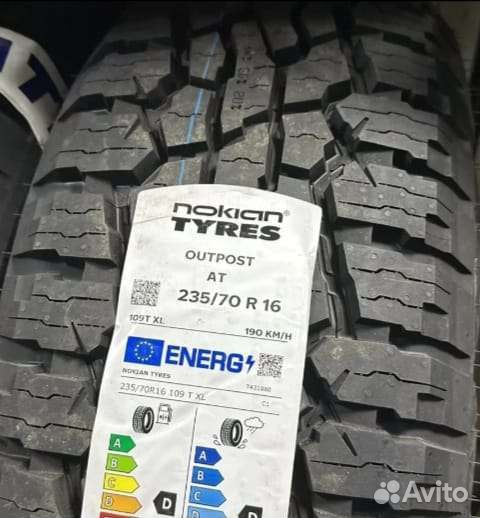 nokian®
TYRES
OUTPOST
AT
235/70 R 16
109T XL
190 KM/H
ENERG
NOKIAN TYRES
235/70R16 109 T XL
C1
A
B
C
D
D
A
B
C
D
D
Avito